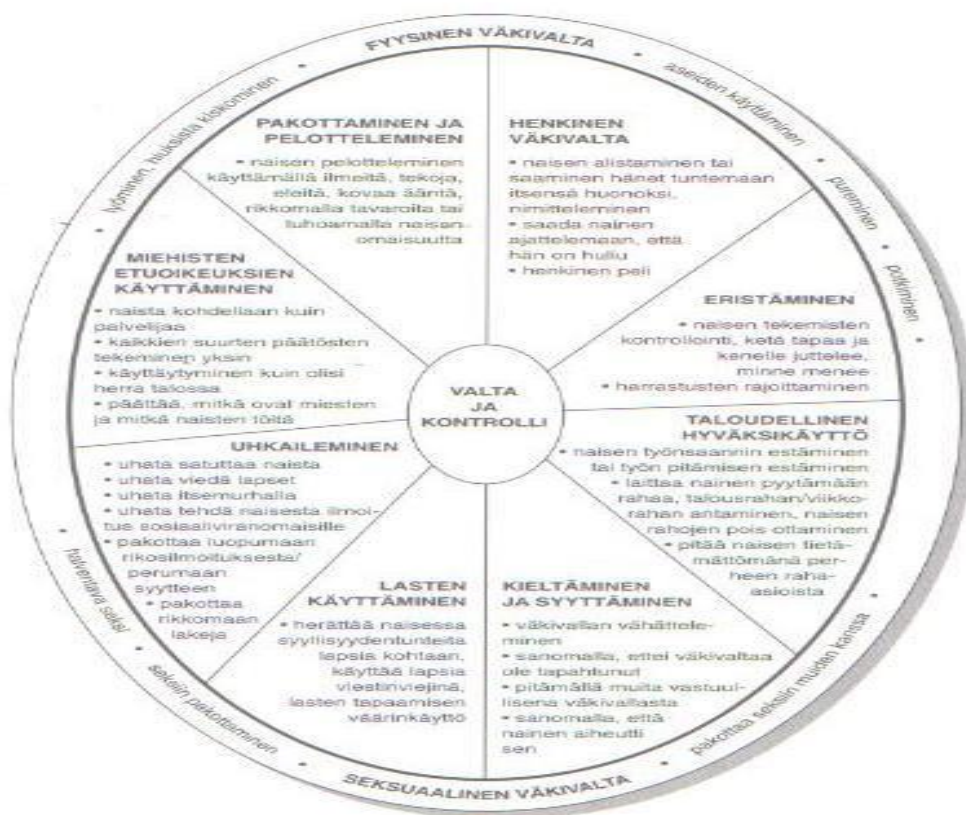 FYYSINEN VÄKIVALTA
• aseiden käyttäminen
• pureminen
• potkiminen •
lyöminen, hiuksista kiskominen •
PAKOTTAMINEN JA
PELOTTELEMINEN
• naisen pelotteleminen
käyttämällä ilmeitä, tekoja,
eleitä, kovaa ääntä,
rikkomalla tavaroita tai
tuhoamalla naisen
omaisuutta
HENKINEN
VÄKIVALTA
• naisen alistaminen tai
saaminen hänet tuntemaan
itsensä huonoksi,
nimitteleminen
• saada nainen
ajattelemaan, että
hän on hullu
• henkinen peli
ERISTÄMINEN
• naisen tekemisten
kontrollointi, ketä tapaa ja
kenelle juttelee,
minne menee
• harrastusten rajoittaminen
TALOUDELLINEN
HYVÄKSIKÄYTTÖ
• naisen työnsaannin estäminen
tai työn pitämisen estäminen
• laittaa nainen pyytämään
rahaa, talousrahan/viikko-
rahan antaminen, naisen
rahojen pois ottaminen
• pitää naisen tietä-
mättömänä per-
heen raha-
asioista
KIELTÄMINEN
JA SYYTTÄMINEN
• väkivallan vähättele-
minen
• sanomalla, ettei väkivaltaa
ole tapahtunut
• pitämällä muita vastuul-
lisena väkivallasta
• sanomalla, että
nainen aiheutti
sen
LASTEN
KÄYTTÄMINEN
• herättää naisessa
syyllisyydentunteita
lapsia kohtaan,
käyttää lapsia
viestinviejinä,
lasten tapaamisen
väärinkäyttö
UHKAILEMINEN
• uhata satuttaa naista
• uhata viedä lapset
• uhata itsemurhalla
• uhata tehdä naisesta ilmoi-
tus sosiaaliviranomaisille
• pakottaa luopumaan
rikosilmoituksesta/
perumaan
syytteen
• pakottaa
rikkomaan
lakeja
MIEHISTEN
ETUOIKEUKSIEN
KÄYTTÄMINEN
• naista kohdellaan kuin
palvelijaa
• kaikkien suurten päätösten
tekeminen yksin
• käyttäytyminen kuin olisi
herra talossa
• päättää, mitkä oval miesten
ja mitkä naisten töitä
VALTA
JA
KONTROLLI
• halventava seksi
• seksiin pakottaminen •
SEKSUAALINEN VÄKIVALTA
• pakottaa seksiin muiden kanssa •